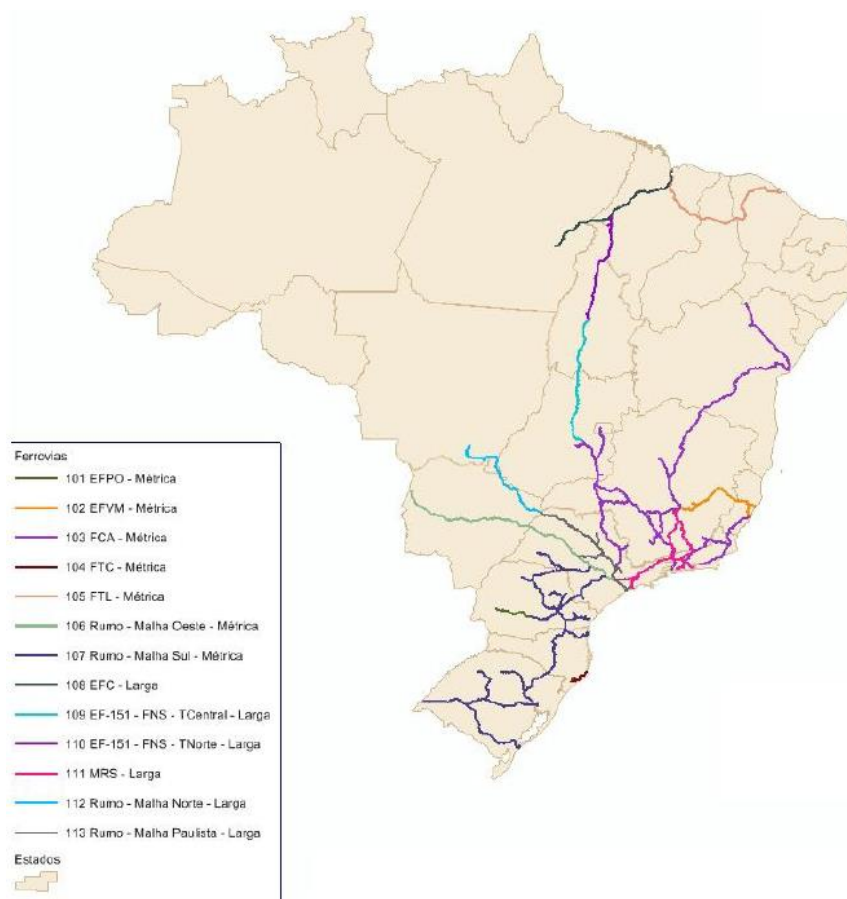 Ferrovias
101 EFPO - Métrica
102 EFVM - Métrica
103 FCA - Métrica
104 FTC - Métrica
105 FTL - Métrica
106 Rumo - Malha Oeste - Métrica
107 Rumo - Malha Sul - Métrica
108 EFC - Larga
109 EF-151 - FNS - TCentral - Larga
110 EF-151 - FNS - TNorte - Larga
111 MRS - Larga
112 Rumo - Malha Norte - Larga
113 Rumo - Malha Paulista - Larga
Estados